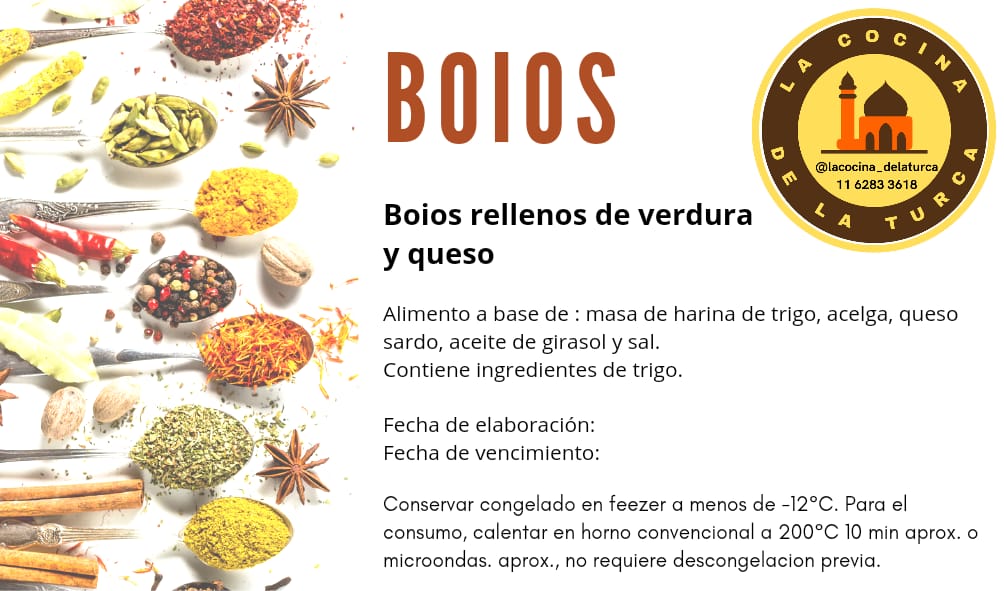 BOIOS
LA COCINA
DE LA TURCA
@lacocina_delaturca
11 6283 3618
Boios rellenos de verdura
y queso
Alimento a base de : masa de harina de trigo, acelga, queso
sardo, aceite de girasol y sal.
Contiene ingredientes de trigo.
Fecha de elaboración:
Fecha de vencimiento:
Conservar congelado en feezer a menos de -12°C. Para el
consumo, calentar en horno convencional a 200°C 10 min aprox. o
microondas. aprox., no requiere descongelacion previa.